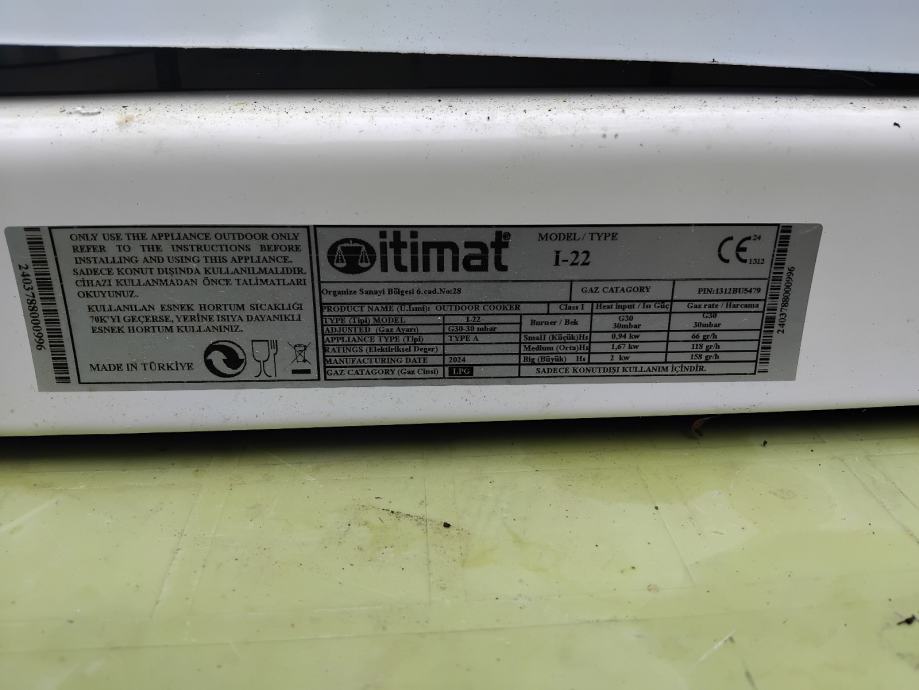 2403788000996
ONLY USE THE APPLIANCE OUTDOOR ONLY
REFER TO THE INSTRUCTIONS BEFORE
INSTALLING AND USING THIS APPLIANCE.
SADECE KONUT DIŞINDA KULLANILMALIDIR.
CİHAZI KULLANMADAN ÖNCE TALİMATLARI
OKUYUNUZ.
KULLANILAN ESNEK HORTUM SICAKLIĞI
70K'Yİ GEÇERSE, YERİNE ISIYA DAYANIKLI
ESNEK HORTUM KULLANINIZ.
MADE IN TÜRKİYE
itimat
MODEL / TYPE
I-22
CE 24
1312
Organize Sanayi Bölgesi 6.cad.No:28
GAZ CATAGORY
PIN:1312BU5479
PRODUCT NAME (U.İsmi): OUTDOOR COOKER
Class I
Heat input / Isı Güç
Gaz rate / Harcama
TYPE (Tipi) MODEL I-22
ADJUSTED (Gaz Ayarı) G30-30 mbar
APPLIANCE TYPE (Tipi) TYPE A
RATINGS (Elektiriksel Deger)
MANUFACTURING DATE 2024
GAZ CATAGORY (Gaz Cinsi) LPG
Burner / Bek G30 30mbar G30 30mbar
Small (Küçük)Hs 0,94 kw 66 gr/h
Medium (Orta)Hs 1,67 kw 118 gr/h
Big (Büyük) Hs 2 kw 158 gr/h
SADECE KONUTDIŞI KULLANIM İÇİNDİR.
2403788000996